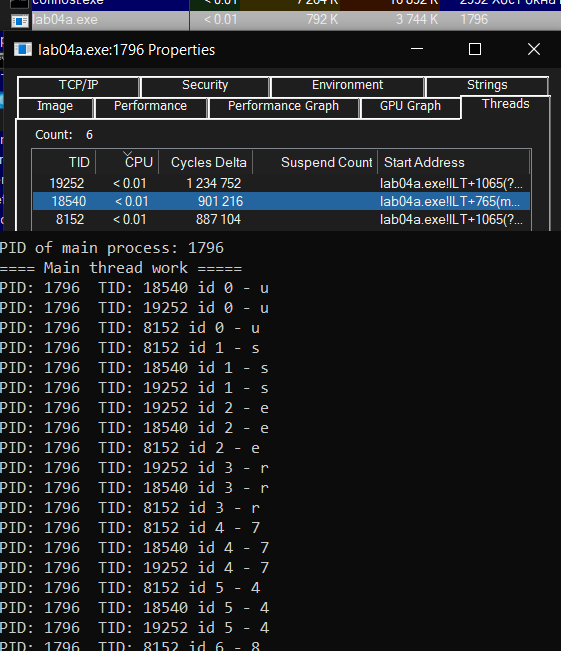 conhost.exe < 0.01 7 264 K 10 852 K 2592 Хост окна
lab04a.exe < 0.01 792 K 3 744 K 1796
lab04a.exe:1796 Properties
TCP/IP Security Environment Strings
Image Performance Performance Graph GPU Graph Threads
Count: 6
TID CPU Cycles Delta Suspend Count Start Address
19252 < 0.01 1 234 752 lab04a.exe!ILT+1065(?...
18540 < 0.01 901 216 lab04a.exe!ILT+765(m...
8152 < 0.01 887 104 lab04a.exe!ILT+1065(?...
PID of main process: 1796
==== Main thread work =====
PID: 1796 TID: 18540 id 0 - u
PID: 1796 TID: 19252 id 0 - u
PID: 1796 TID: 8152 id 0 - u
PID: 1796 TID: 8152 id 1 - s
PID: 1796 TID: 18540 id 1 - s
PID: 1796 TID: 19252 id 1 - s
PID: 1796 TID: 19252 id 2 - e
PID: 1796 TID: 18540 id 2 - e
PID: 1796 TID: 8152 id 2 - e
PID: 1796 TID: 19252 id 3 - r
PID: 1796 TID: 18540 id 3 - r
PID: 1796 TID: 8152 id 3 - r
PID: 1796 TID: 8152 id 4 - 7
PID: 1796 TID: 18540 id 4 - 7
PID: 1796 TID: 19252 id 4 - 7
PID: 1796 TID: 8152 id 5 - 4
PID: 1796 TID: 18540 id 5 - 4
PID: 1796 TID: 19252 id 5 - 4
PID: 1796 TID: 8152 id 6 - 8